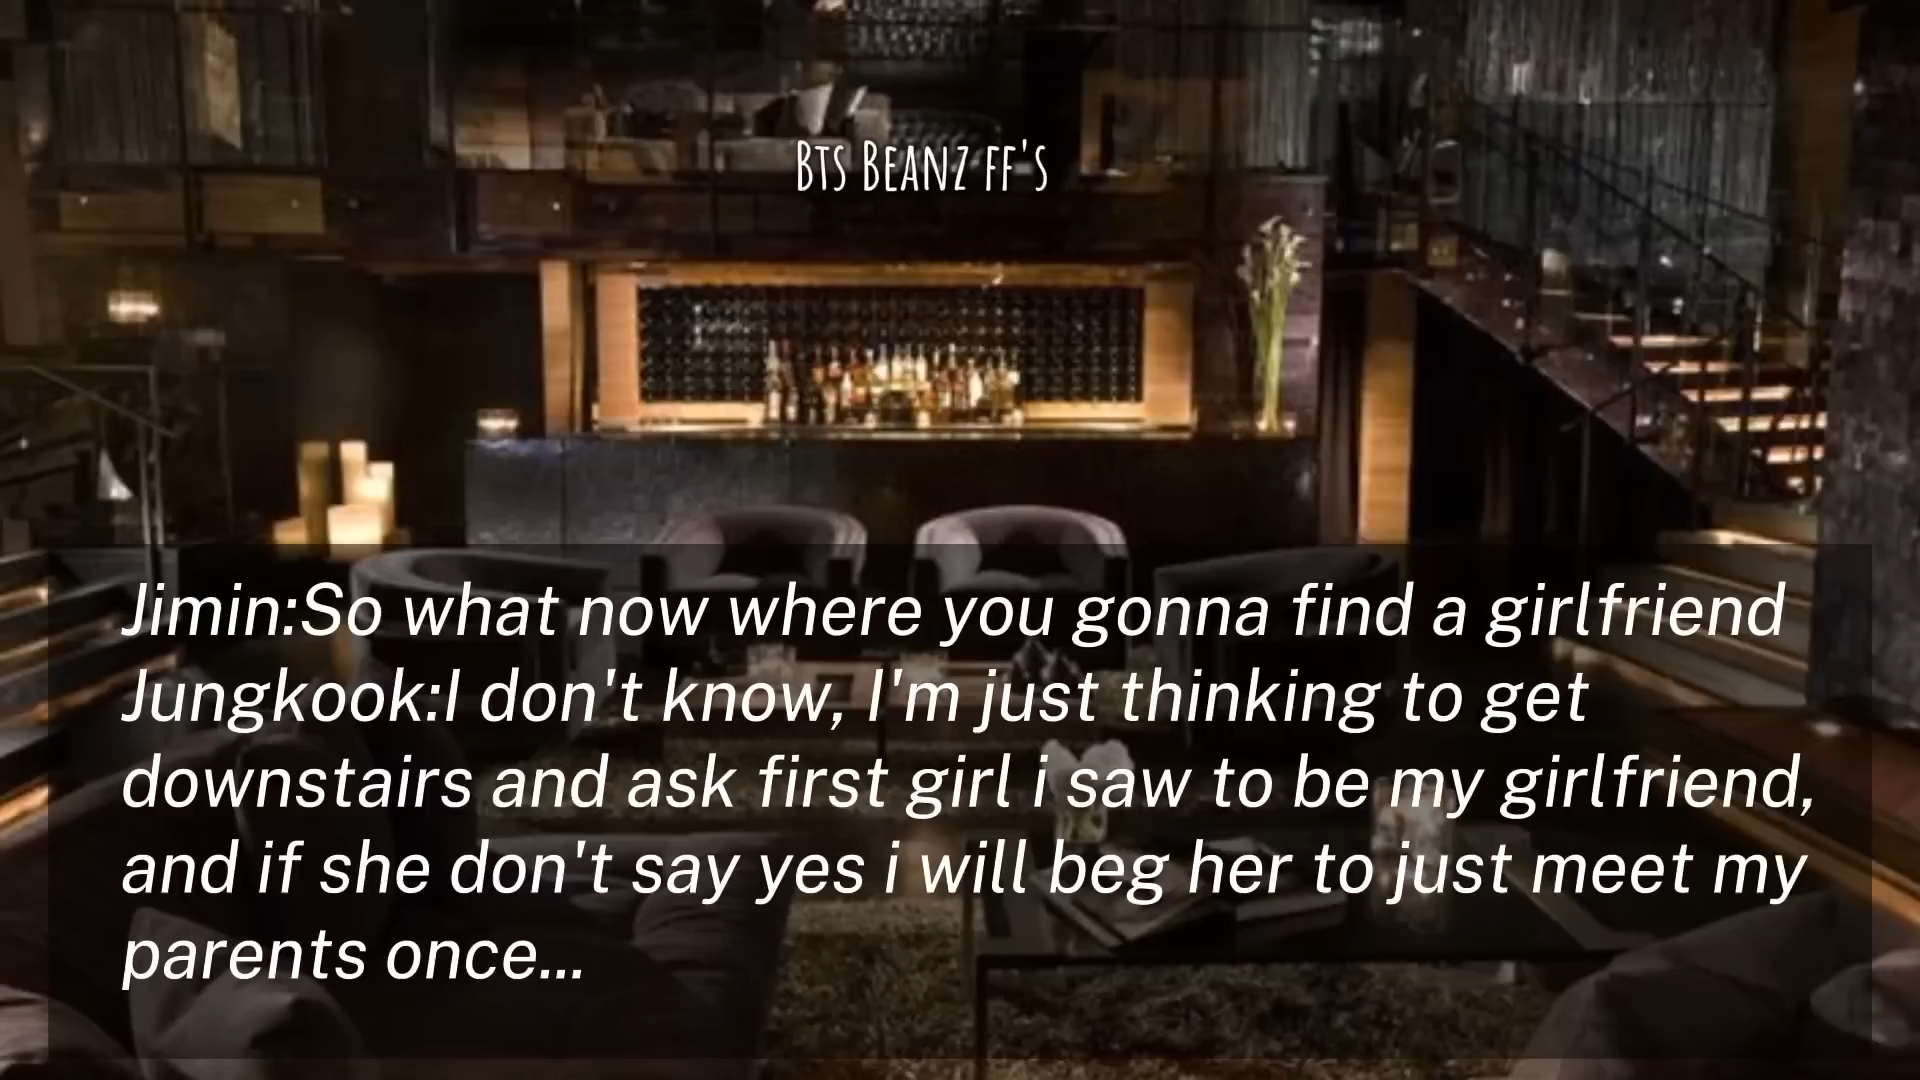 BTS BEANZ FF'S
Jimin:So what now where you gonna find a girlfriend
Jungkook:I don't know, I'm just thinking to get
downstairs and ask first girl i saw to be my girlfriend,
and if she don't say yes i will beg her to just meet my
parents once...